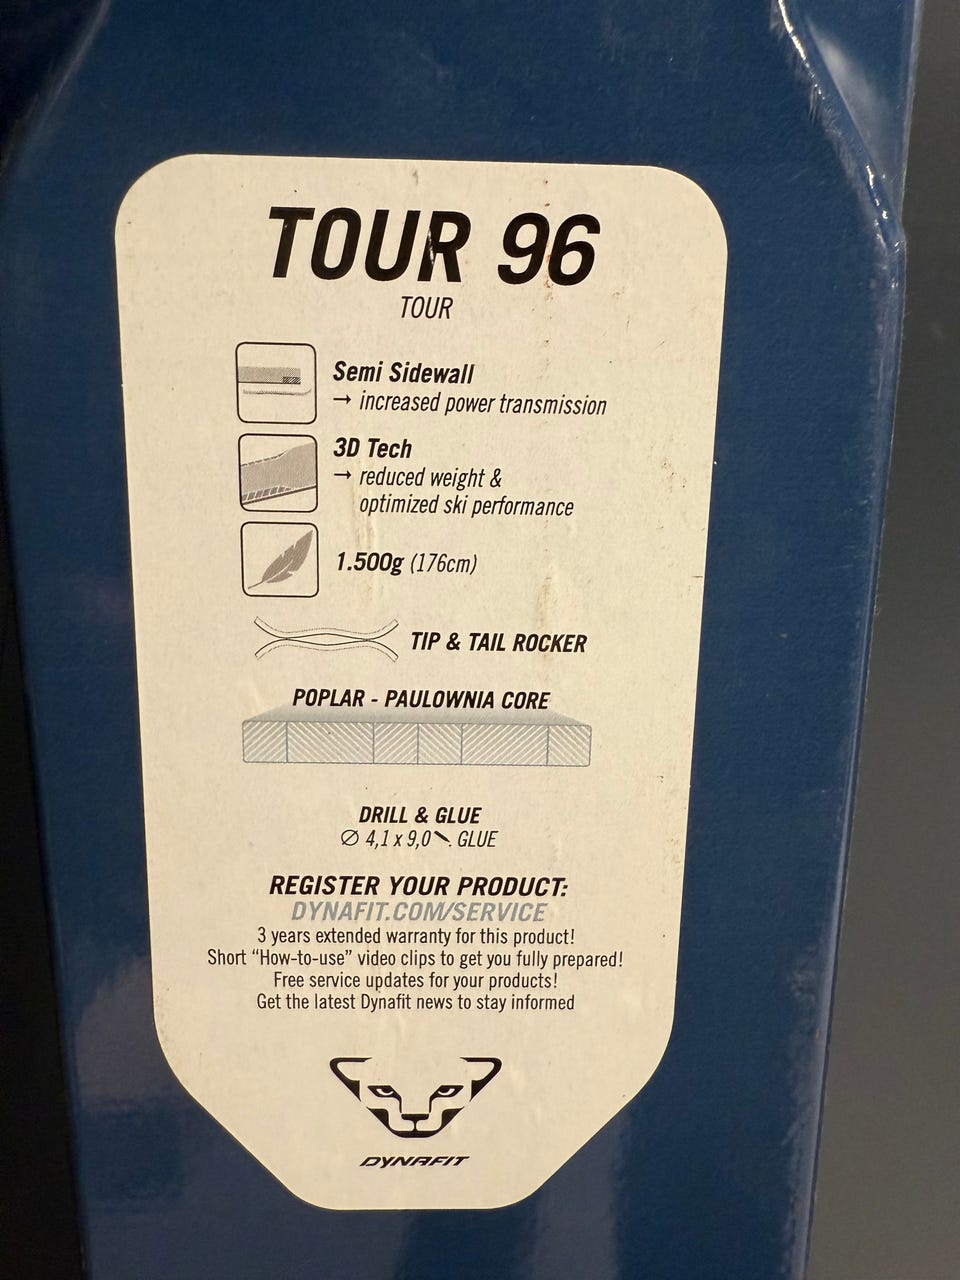 TOUR 96
TOUR
Semi Sidewall
→ increased power transmission
3D Tech
→ reduced weight &
optimized ski performance
1.500g (176cm)
TIP & TAIL ROCKER
POPLAR - PAULOWNIA CORE
DRILL & GLUE
∅ 4,1 x 9,0 GLUE
REGISTER YOUR PRODUCT:
DYNAFIT.COM/SERVICE
3 years extended warranty for this product!
Short “How-to-use” video clips to get you fully prepared!
Free service updates for your products!
Get the latest Dynafit news to stay informed
DYNAFIT